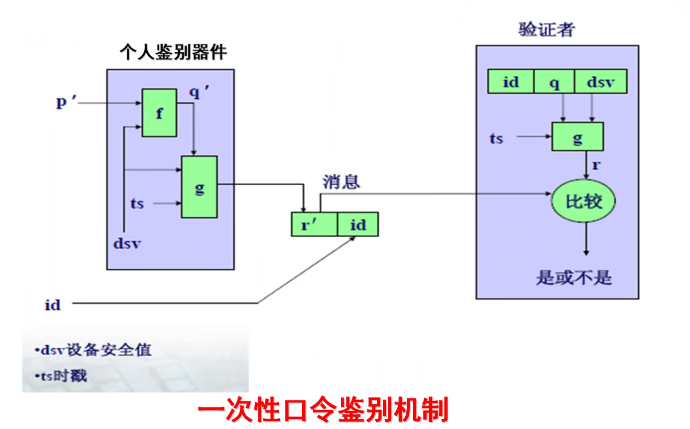 验证者
个人鉴别器件
id q dsv
p′
q′
f
ts
g
r
g
消息
比较
ts
r′ id
dsv
是或不是
id
•dsv设备安全值
•ts时戳
一次性口令鉴别机制